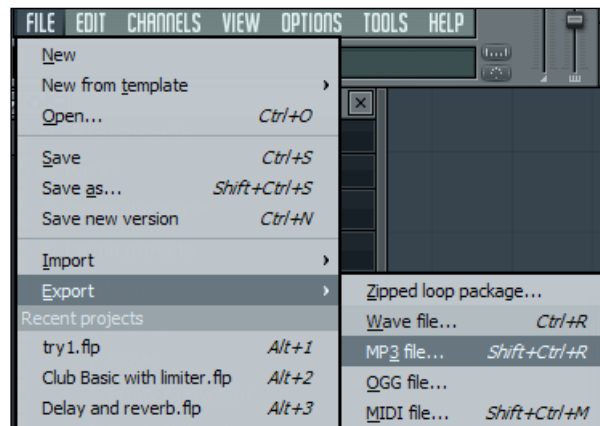 FILE EDIT CHANNELS VIEW OPTIONS TOOLS HELP
New
New from template
Open... Ctrl+O
Save Ctrl+S
Save as... Shift+Ctrl+S
Save new version Ctrl+N
Import
Export
Recent projects
try1.flp Alt+1
Club Basic with limiter.flp Alt+2
Delay and reverb.flp Alt+3
Zipped loop package...
Wave file... Ctrl+R
MP3 file... Shift+Ctrl+R
OGG file...
MIDI file... Shift+Ctrl+M